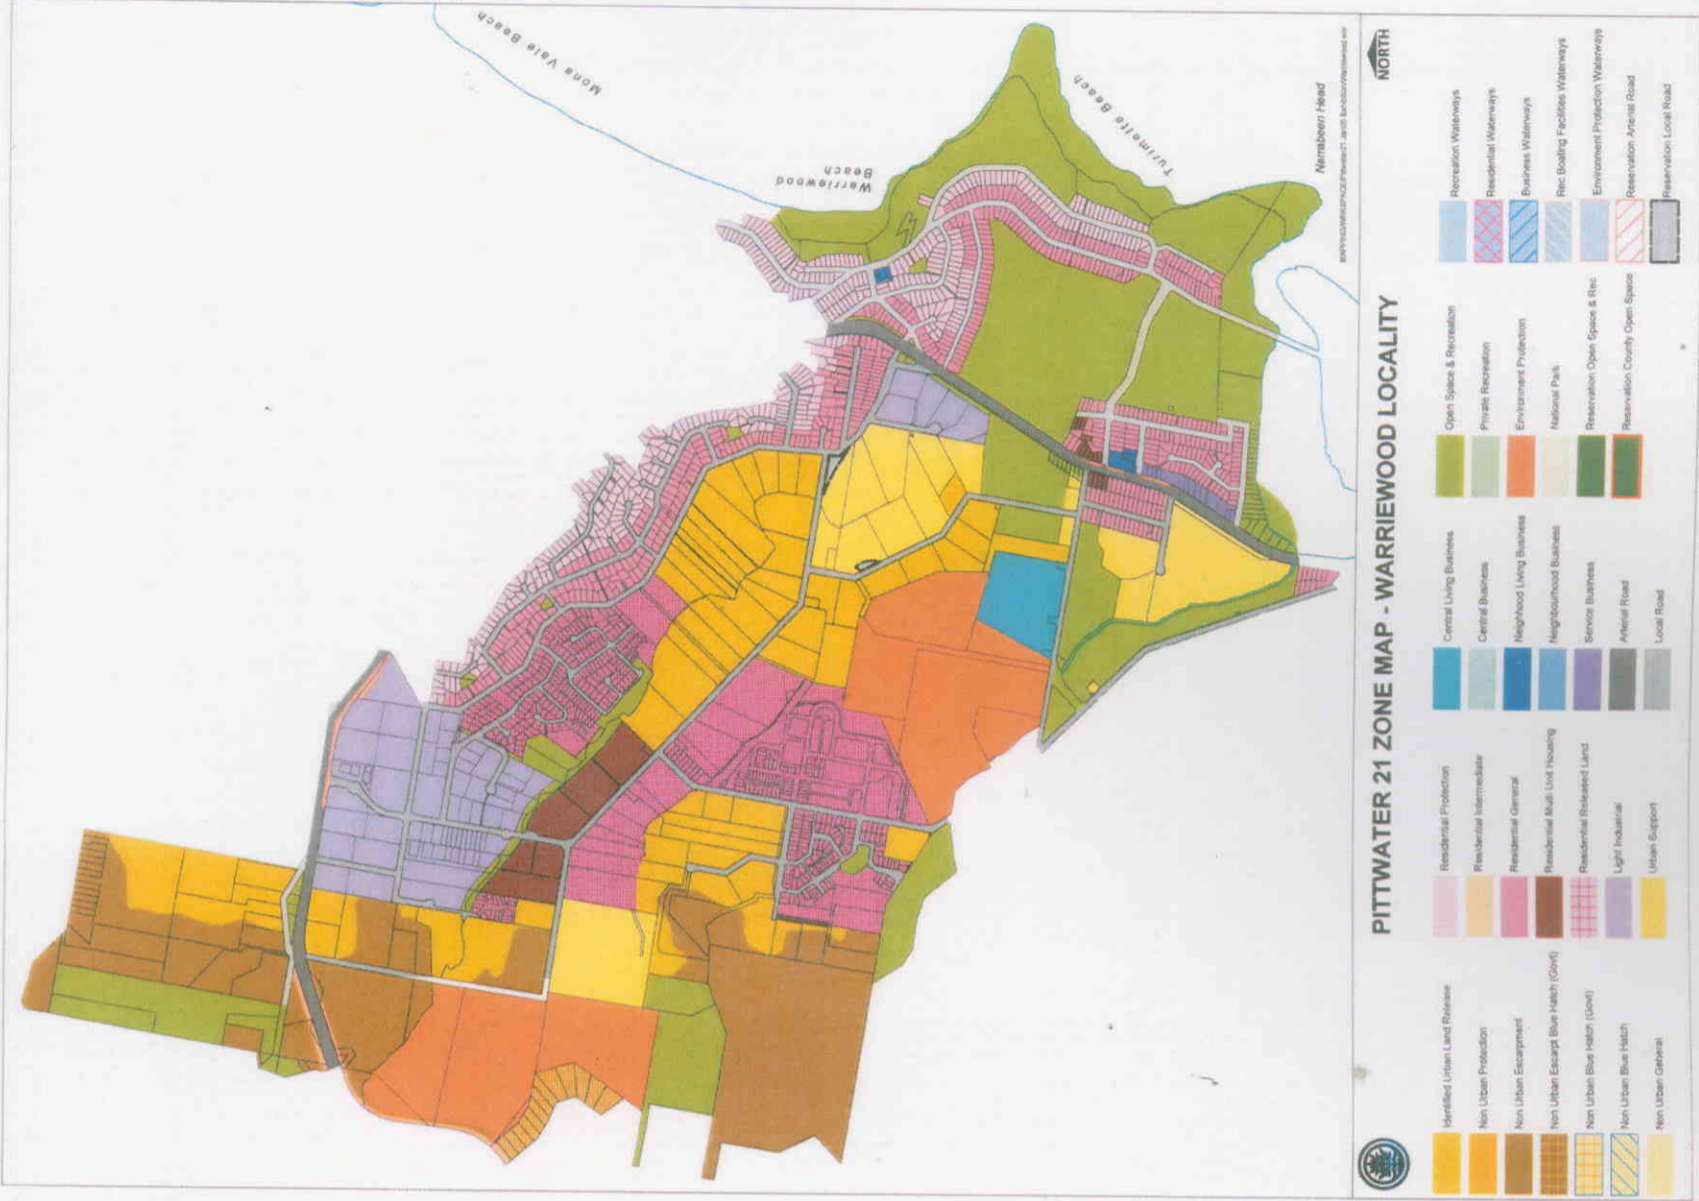 Mona Vale Beach
Warriewood
Beach
Turimetta Beach
Narrabeen Head
PITTWATER 21 ZONE MAP - WARRIEWOOD LOCALITY
NORTH
Identified Urban Land Release
Non Urban Protection
Non Urban Escarpment
Non Urban Escarpt Blue Hatch (Govt)
Non Urban Blue Hatch (Govt)
Non Urban Blue Hatch
Non Urban General
Residential Protection
Residential Intermediate
Residential General
Residential Multi Unit Housing
Residential Released Land
Light Industrial
Urban Support
Central Living Business
Central Business
Neighhood Living Business
Neighbourhood Business
Service Business
Arterial Road
Local Road
Open Space & Recreation
Private Recreation
Environment Protection
National Park
Reservation Open Space & Rec
Reservation County Open Space
Recreation Waterways
Residential Waterways
Business Waterways
Rec Boating Facilities Waterways
Environment Protection Waterways
Reservation Arterial Road
Reservation Local Road